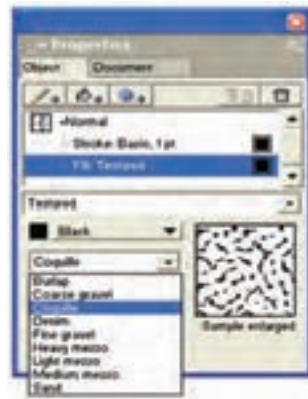 Properties
Object Document
Normal
Stroke: Basic, 1 pt
Fill: Textured
Textured
Black
Coquille
Burlap
Coarse gravel
Coquille
Denim
Fine gravel
Heavy mezzo
Light mezzo
Medium mezzo
Sand
Sample enlarged